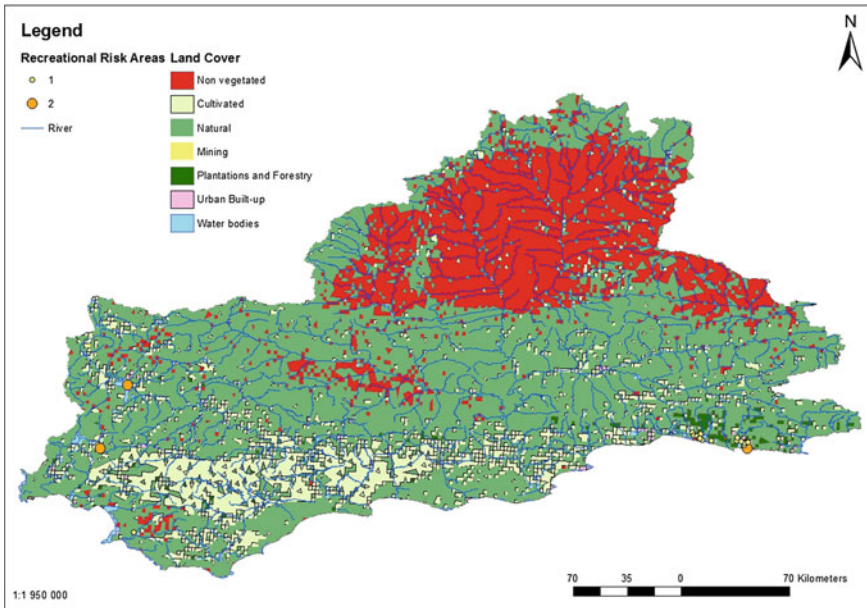 Legend
N
Recreational Risk Areas Land Cover
1
2
River
Non vegetated
Cultivated
Natural
Mining
Plantations and Forestry
Urban Built-up
Water bodies
1:1 950 000
70 35 0 70 Kilometers